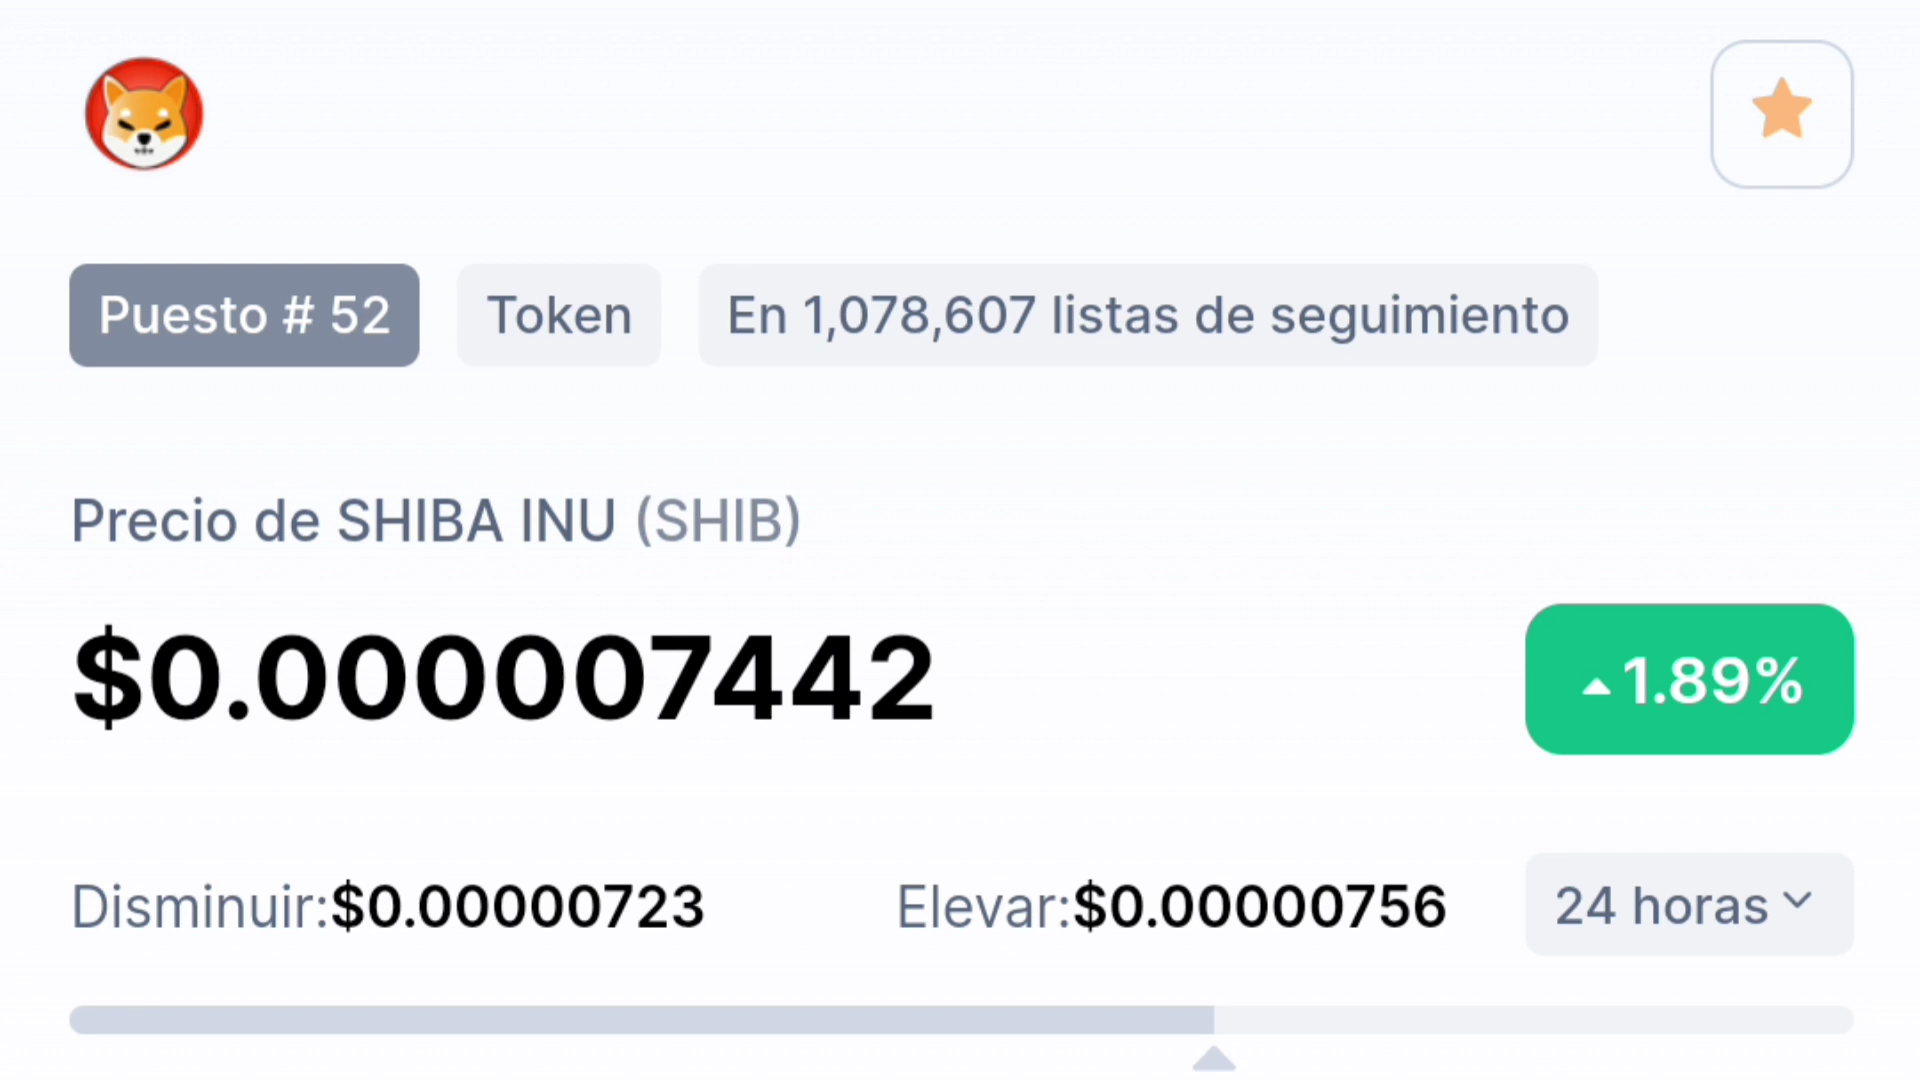 Puesto # 52 Token En 1,078,607 listas de seguimiento
Precio de SHIBA INU (SHIB)
$0.000007442 1.89%
Disminuir:$0.00000723 Elevar:$0.00000756 24 horas